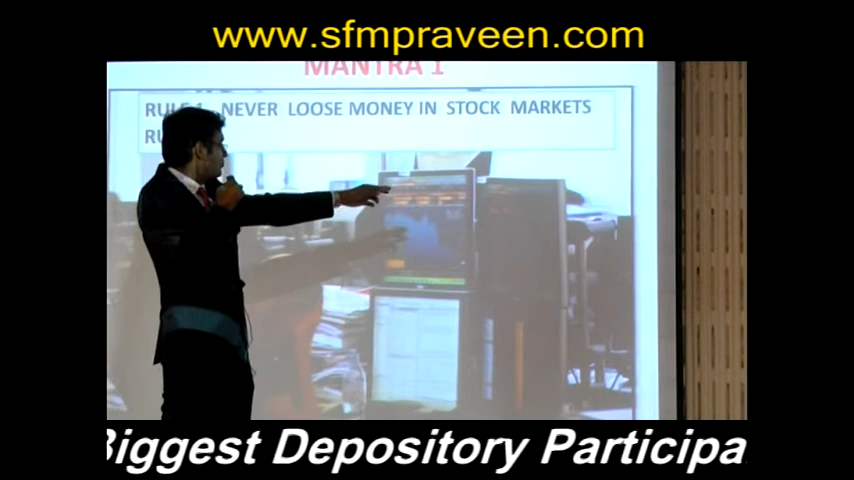 www.sfmpraveen.com
MANTRA 1
RULE 1 NEVER LOOSE MONEY IN STOCK MARKETS
Biggest Depository Participa